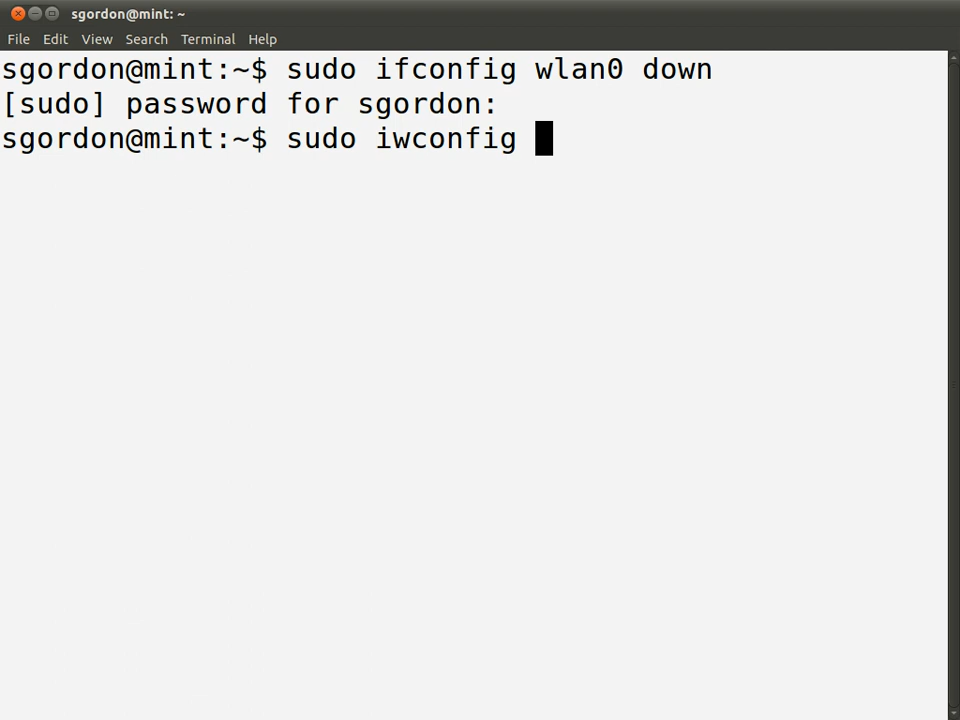 sgordon@mint: ~
File Edit View Search Terminal Help
sgordon@mint:~$ sudo ifconfig wlan0 down
[sudo] password for sgordon:
sgordon@mint:~$ sudo iwconfig